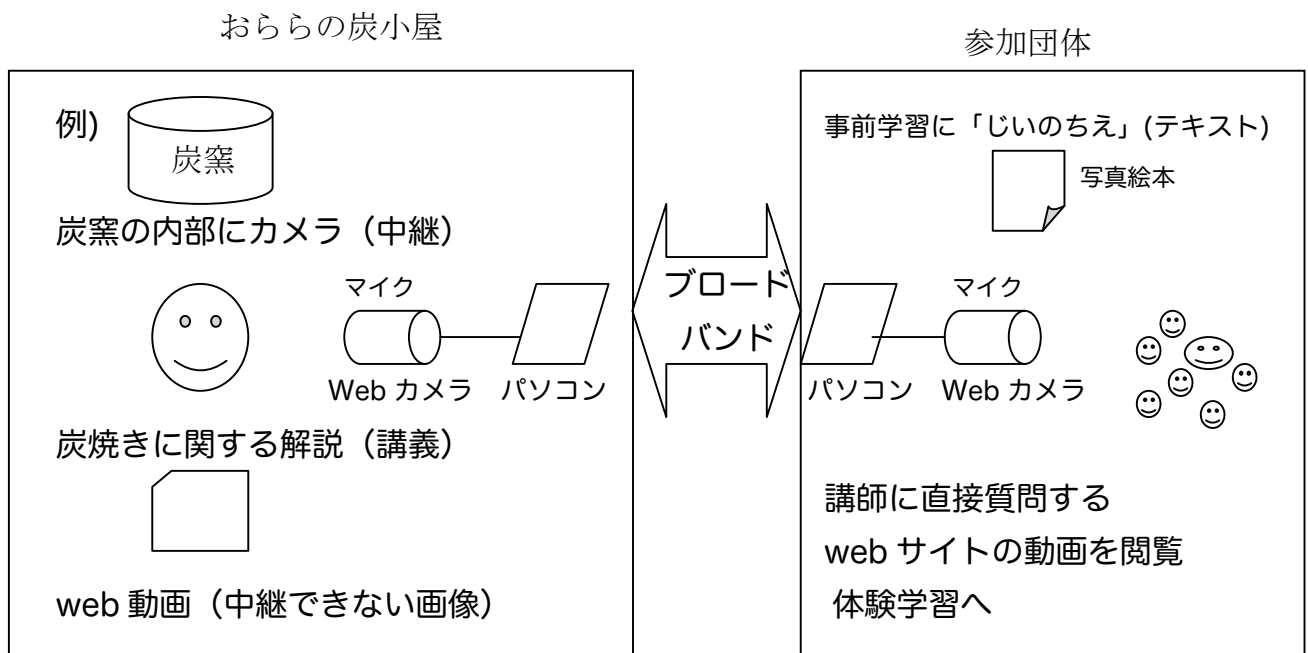 おららの炭小屋
例)
炭窯
炭窯の内部にカメラ（中継）
マイク
Web カメラ
パソコン
炭焼きに関する解説（講義）
web 動画（中継できない画像）
ブロード
バンド
参加団体
事前学習に「じいのちえ」(テキスト)
写真絵本
マイク
パソコン
Web カメラ
講師に直接質問する
web サイトの動画を閲覧
体験学習へ